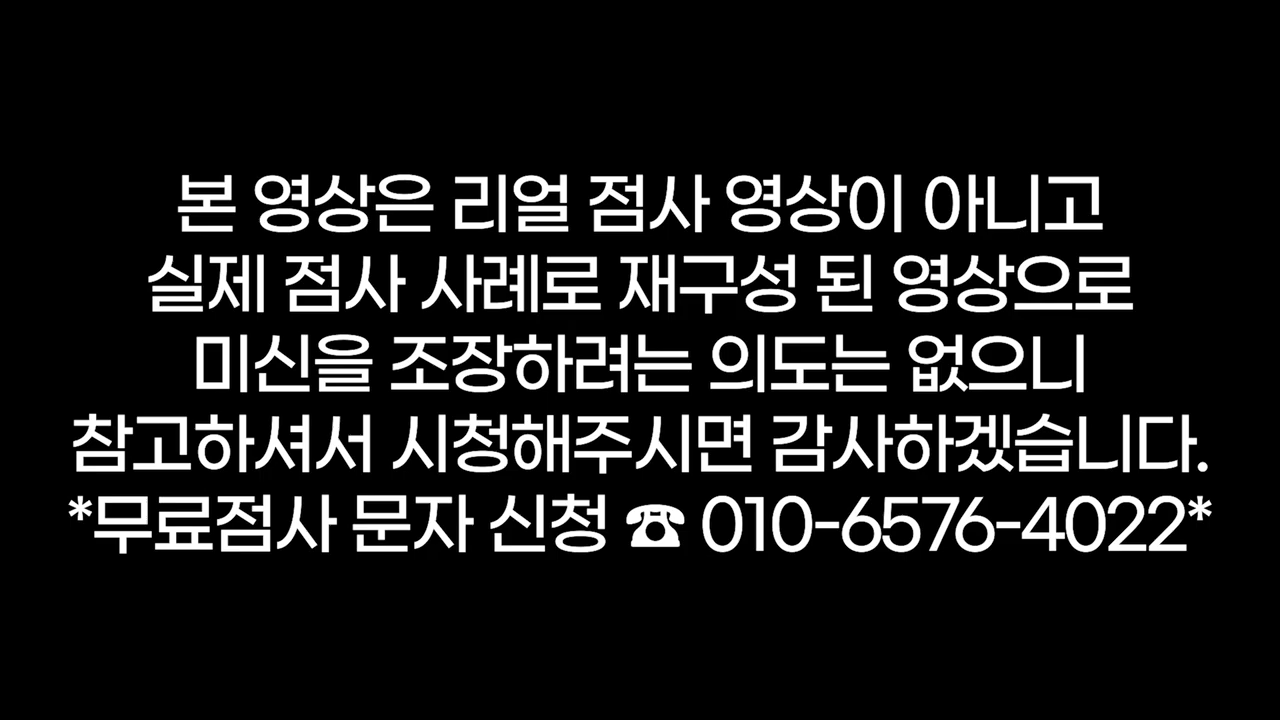 본 영상은 리얼 점사 영상이 아니고
실제 점사 사례로 재구성 된 영상으로
미신을 조장하려는 의도는 없으니
참고하셔서 시청해주시면 감사하겠습니다.
*무료점사 문자 신청 ☎ 010-6576-4022*